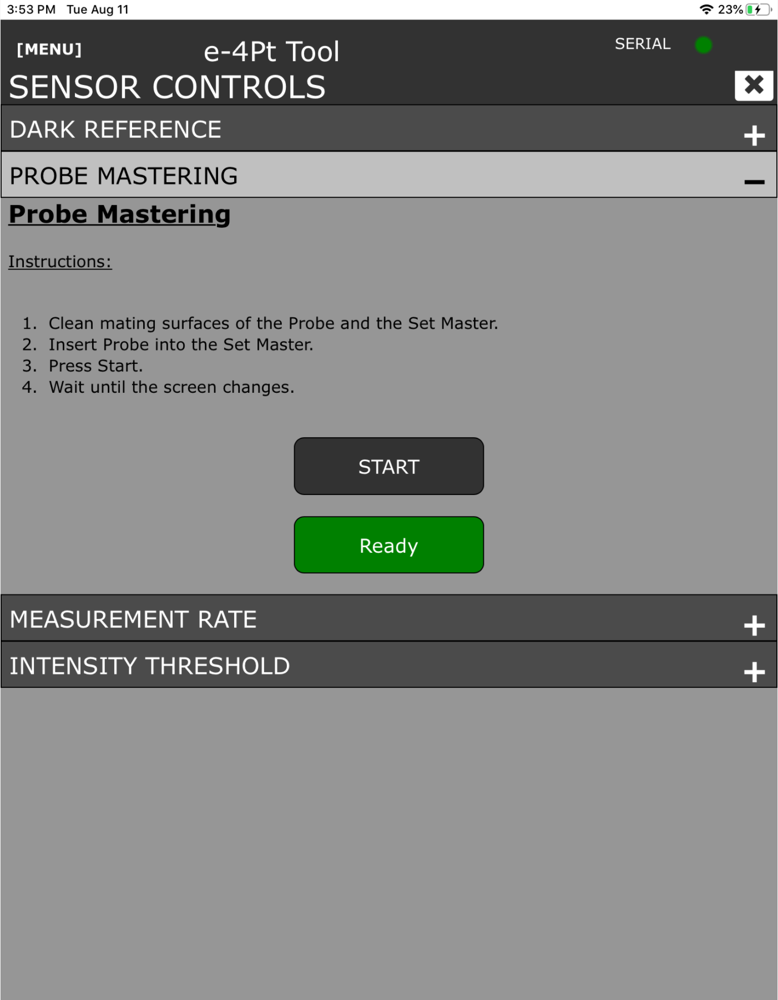 3:53 PM Tue Aug 11 23%
[MENU] e-4Pt Tool SERIAL
SENSOR CONTROLS
DARK REFERENCE +
PROBE MASTERING –
Probe Mastering
Instructions:
1. Clean mating surfaces of the Probe and the Set Master.
2. Insert Probe into the Set Master.
3. Press Start.
4. Wait until the screen changes.
START
Ready
MEASUREMENT RATE +
INTENSITY THRESHOLD +